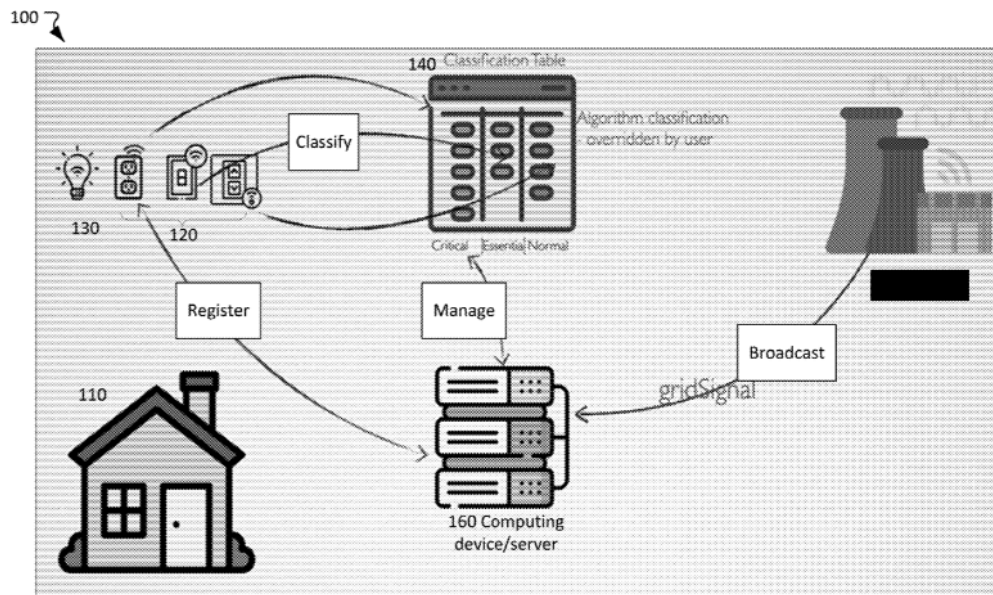 100
140 Classification Table
Algorithm classification
- overridden by user
Classify
130
120
Critical Essential Normal
Register
Manage
Broadcast
gridSignal
110
160 Computing
device/server